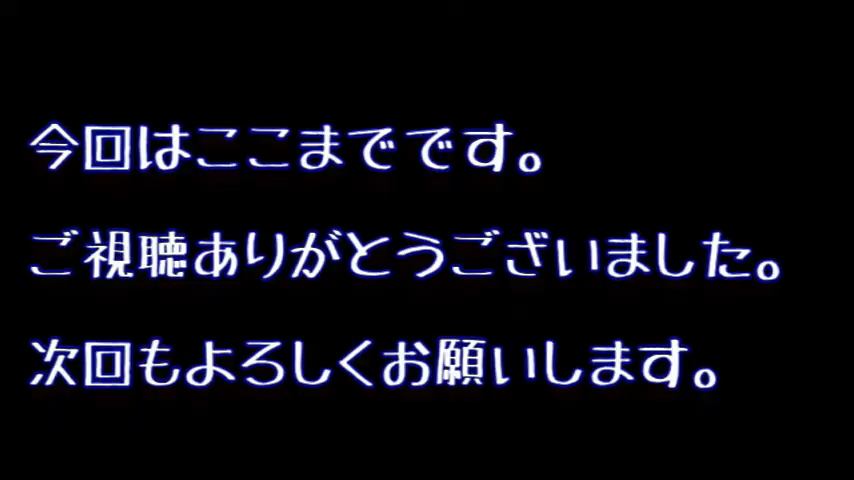 今回はここまでです。
ご視聴ありがとうございました。
次回もよろしくお願いします。